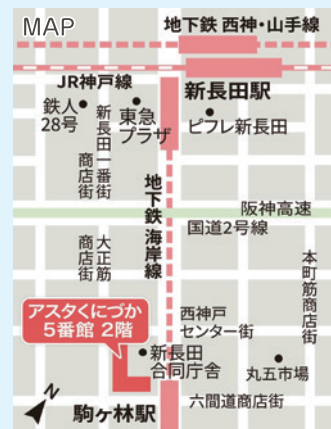 MAP
地下鉄 西神・山手線
JR神戸線
新長田駅
鉄人
28号
新長田一番街
商店街
東急
プラザ
ピフレ新長田
地下鉄 海岸線
阪神高速
国道2号線
大正筋
商店街
本町筋商店街
アスタくにづか
5番館 2階
西神戸
センター街
新長田
合同庁舎
丸五市場
六間道商店街
駒ヶ林駅
N